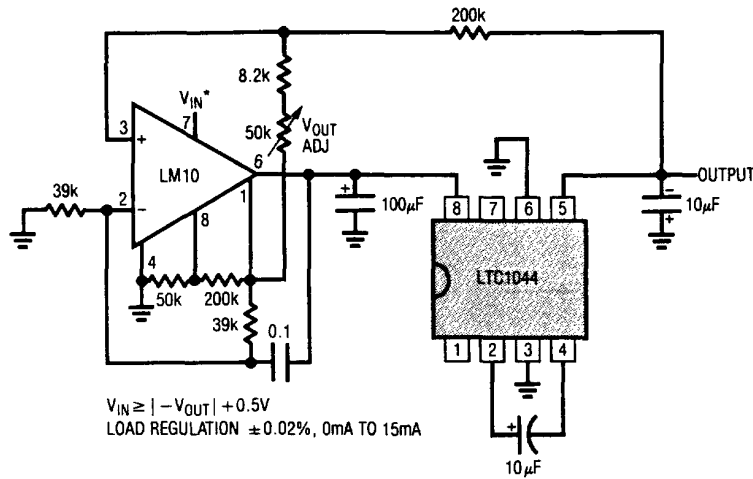 200k
8.2k
V_IN*
7
3
+
50k
V_OUT
ADJ
6
LM10
OUTPUT
39k
2
−
1
+
100µF
8
7
6
5
−
10µF
+
8
4
50k
200k
LTC1044
39k
0.1
1
2
3
4
V_IN ≥ |−V_OUT| +0.5V
LOAD REGULATION ±0.02%, 0mA TO 15mA
+
10µF